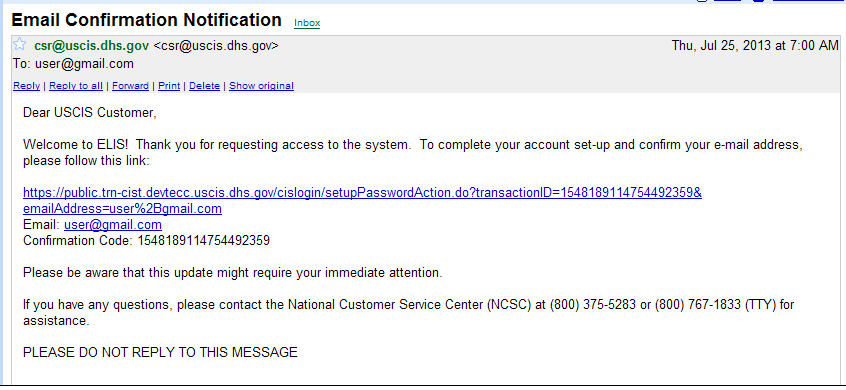 Email Confirmation Notification Inbox
csr@uscis.dhs.gov <csr@uscis.dhs.gov> Thu, Jul 25, 2013 at 7:00 AM
To: user@gmail.com
Reply | Reply to all | Forward | Print | Delete | Show original
Dear USCIS Customer,
Welcome to ELIS!  Thank you for requesting access to the system.  To complete your account set-up and confirm your e-mail address,
please follow this link:
https://public.trn-cist.devtecc.uscis.dhs.gov/cislogin/setupPasswordAction.do?transactionID=1548189114754492359&
emailAddress=user%2Bgmail.com
Email: user@gmail.com
Confirmation Code: 1548189114754492359
Please be aware that this update might require your immediate attention.
If you have any questions, please contact the National Customer Service Center (NCSC) at (800) 375-5283 or (800) 767-1833 (TTY) for
assistance.
PLEASE DO NOT REPLY TO THIS MESSAGE